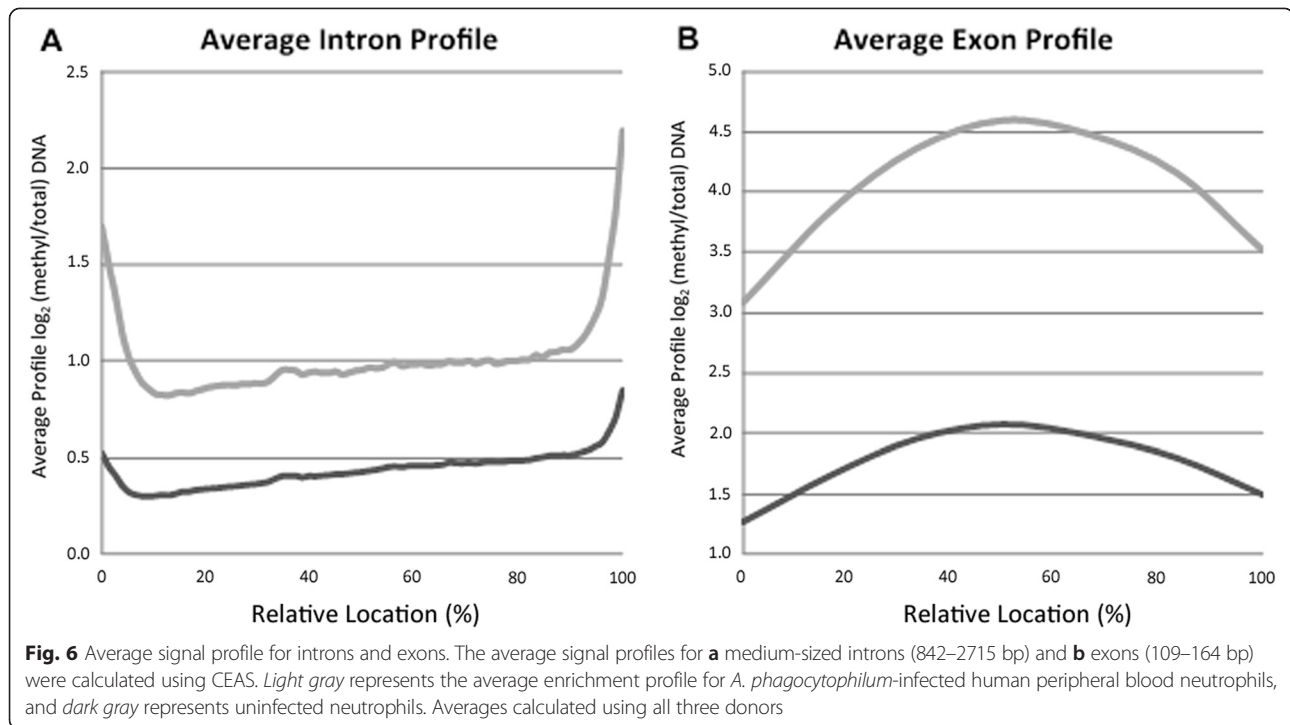 A Average Intron Profile
Average Profile log₂ (methyl/total) DNA
2.5
2.0
1.5
1.0
0.5
0.0
0 20 40 60 80 100
Relative Location (%)
B Average Exon Profile
Average Profile log₂ (methyl/total) DNA
5.0
4.5
4.0
3.5
3.0
2.5
2.0
1.5
1.0
0 20 40 60 80 100
Relative Location (%)
Fig. 6 Average signal profile for introns and exons. The average signal profiles for a medium-sized introns (842–2715 bp) and b exons (109–164 bp)
were calculated using CEAS. Light gray represents the average enrichment profile for A. phagocytophilum-infected human peripheral blood neutrophils,
and dark gray represents uninfected neutrophils. Averages calculated using all three donors